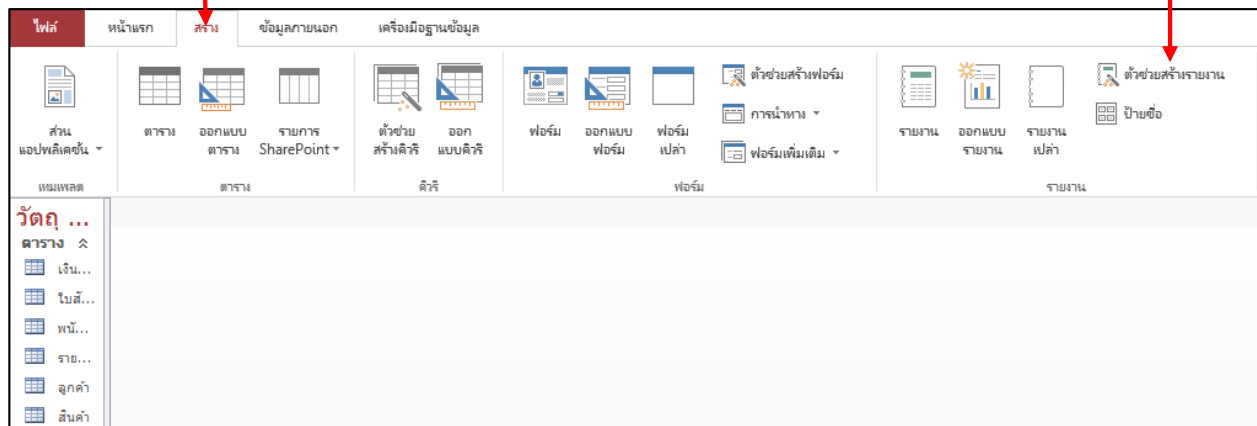 ไฟล์ หน้าแรก สร้าง ข้อมูลภายนอก เครื่องมือฐานข้อมูล
ส่วน
แอปพลิเคชั่น
ตาราง
ออกแบบ
ตาราง
รายการ
SharePoint
ตัวช่วย
สร้างคิวรี
ออก
แบบคิวรี
ฟอร์ม
ออกแบบ
ฟอร์ม
ฟอร์ม
เปล่า
ตัวช่วยสร้างฟอร์ม
การนำทาง
ฟอร์มเพิ่มเติม
รายงาน
ออกแบบ
รายงาน
รายงาน
เปล่า
ตัวช่วยสร้างรายงาน
ป้ายชื่อ
เทมเพลต ตาราง คิวรี ฟอร์ม รายงาน
วัตถุ ...
ตาราง
เงิน...
ใบสั...
พนั...
ราย...
ลูกค้า
สินค้า